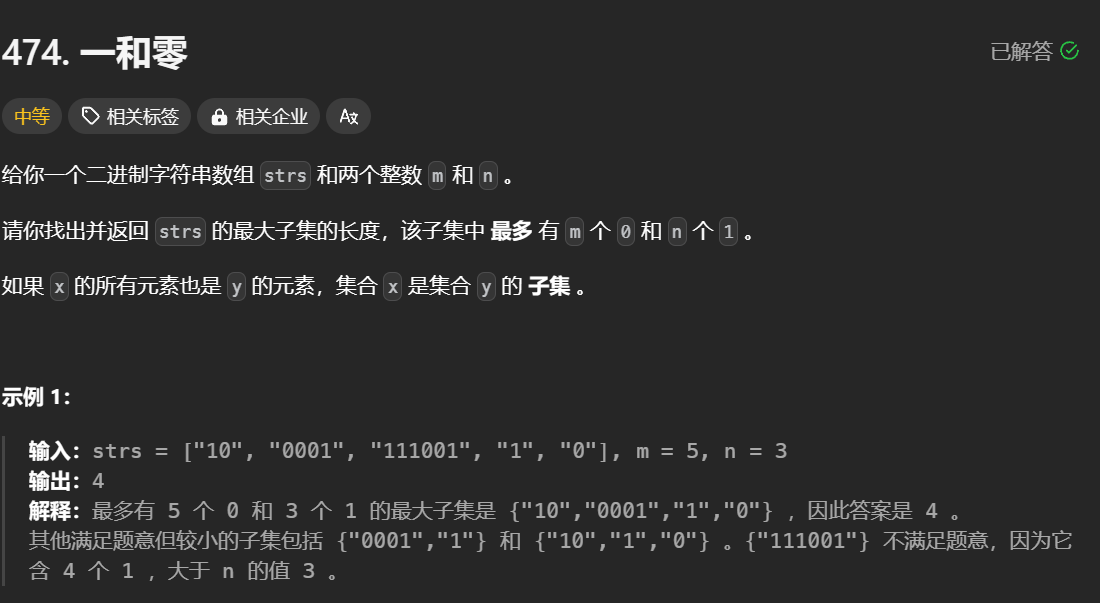 474. 一和零
已解答
中等 相关标签 相关企业 Aх
给你一个二进制字符串数组 strs 和两个整数 m 和 n 。
请你找出并返回 strs 的最大子集的长度，该子集中 最多 有 m 个 0 和 n 个 1 。
如果 x 的所有元素也是 y 的元素，集合 x 是集合 y 的 子集 。
示例 1：
输入：strs = ["10", "0001", "111001", "1", "0"], m = 5, n = 3
输出：4
解释：最多有 5 个 0 和 3 个 1 的最大子集是 {"10","0001","1","0"} ，因此答案是 4 。
其他满足题意但较小的子集包括 {"0001","1"} 和 {"10","1","0"} 。{"111001"} 不满足题意，因为它
含 4 个 1 ，大于 n 的值 3 。